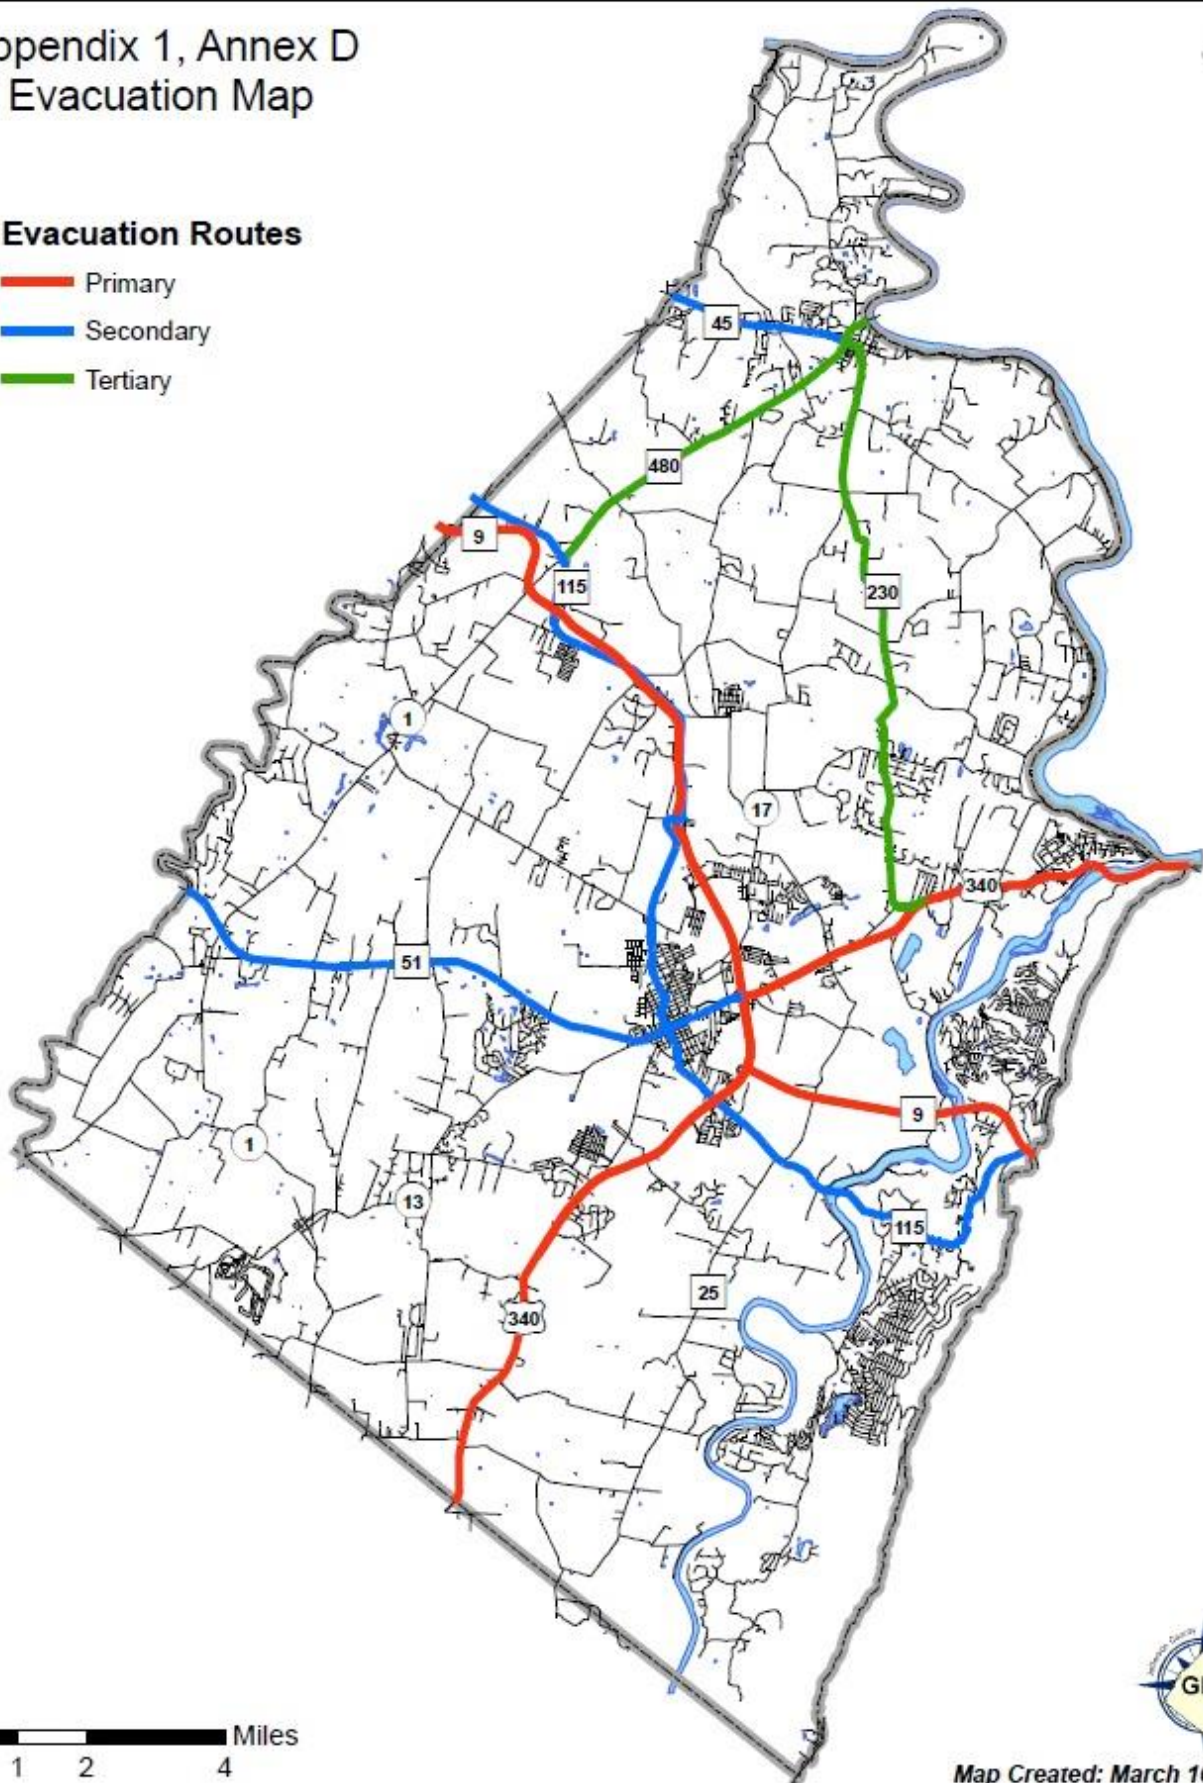 ppendix 1, Annex D
Evacuation Map
Evacuation Routes
Primary
Secondary
Tertiary
45
480
9
115
230
1
17
340
51
9
1
13
115
25
340
Miles
1 2 4
Map Created: March 1